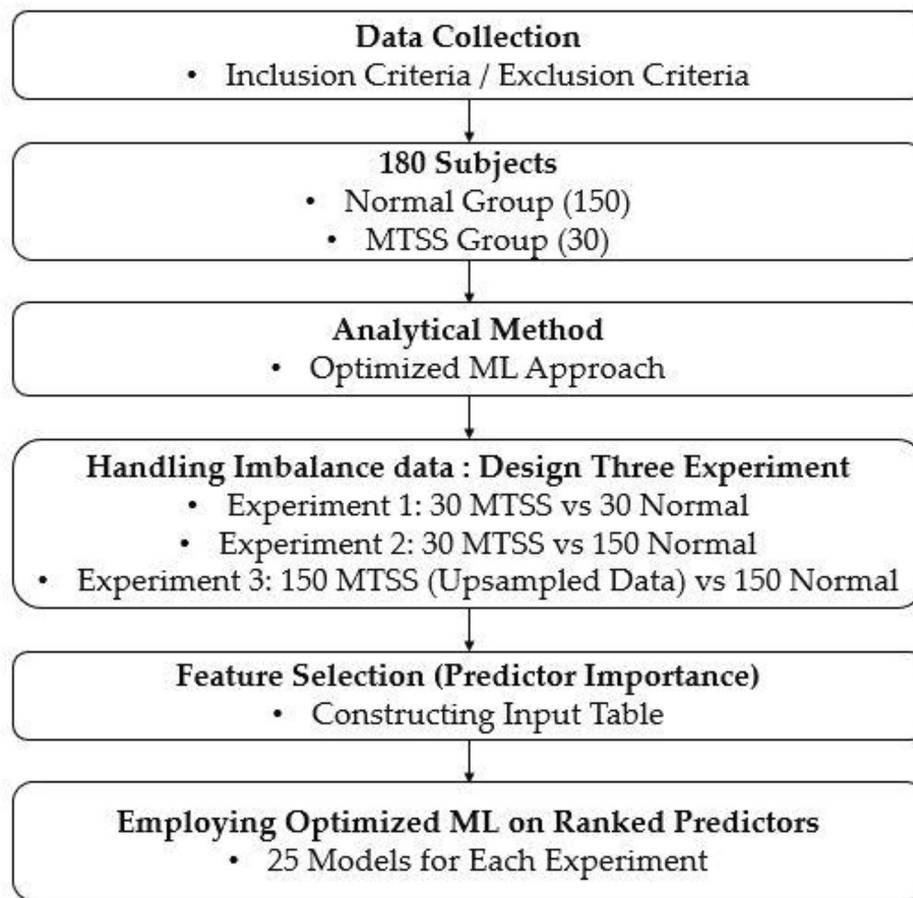 Data Collection
• Inclusion Criteria / Exclusion Criteria
180 Subjects
• Normal Group (150)
• MTSS Group (30)
Analytical Method
• Optimized ML Approach
Handling Imbalance data : Design Three Experiment
• Experiment 1: 30 MTSS vs 30 Normal
• Experiment 2: 30 MTSS vs 150 Normal
• Experiment 3: 150 MTSS (Upsampled Data) vs 150 Normal
Feature Selection (Predictor Importance)
• Constructing Input Table
Employing Optimized ML on Ranked Predictors
• 25 Models for Each Experiment